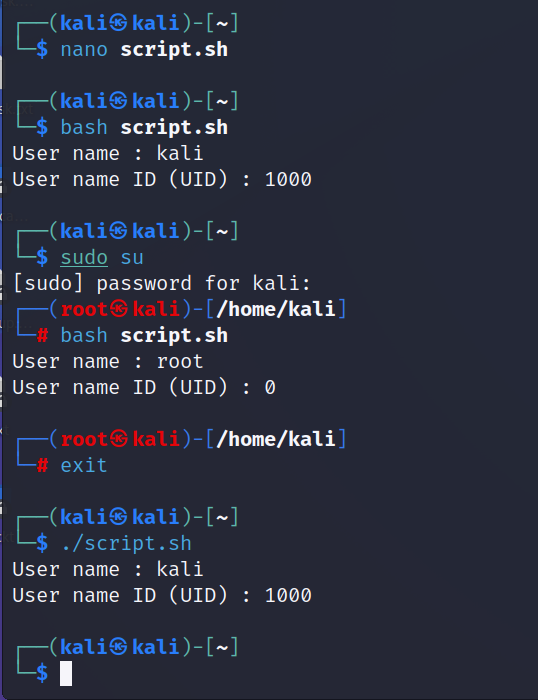 ┌──(kali㉿kali)-[~]
└─$ nano script.sh
┌──(kali㉿kali)-[~]
└─$ bash script.sh
User name : kali
User name ID (UID) : 1000
┌──(kali㉿kali)-[~]
└─$ sudo su
[sudo] password for kali:
┌──(root㉿kali)-[/home/kali]
└─# bash script.sh
User name : root
User name ID (UID) : 0
┌──(root㉿kali)-[/home/kali]
└─# exit
┌──(kali㉿kali)-[~]
└─$ ./script.sh
User name : kali
User name ID (UID) : 1000
┌──(kali㉿kali)-[~]
└─$